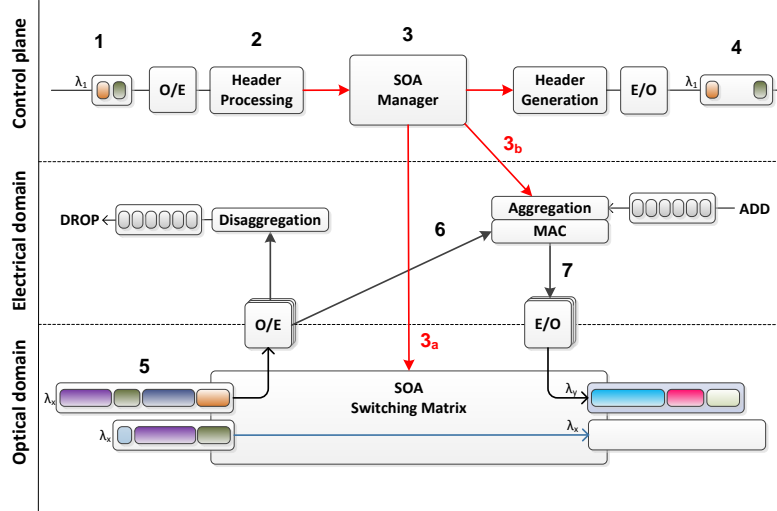 Control plane
1
2
3
4
λ1
O/E
Header
Processing
SOA
Manager
Header
Generation
E/O
λ1
3b
Electrical domain
DROP
Disaggregation
6
Aggregation
MAC
ADD
7
O/E
E/O
3a
Optical domain
5
λx
SOA
Switching Matrix
λy
λx
λx